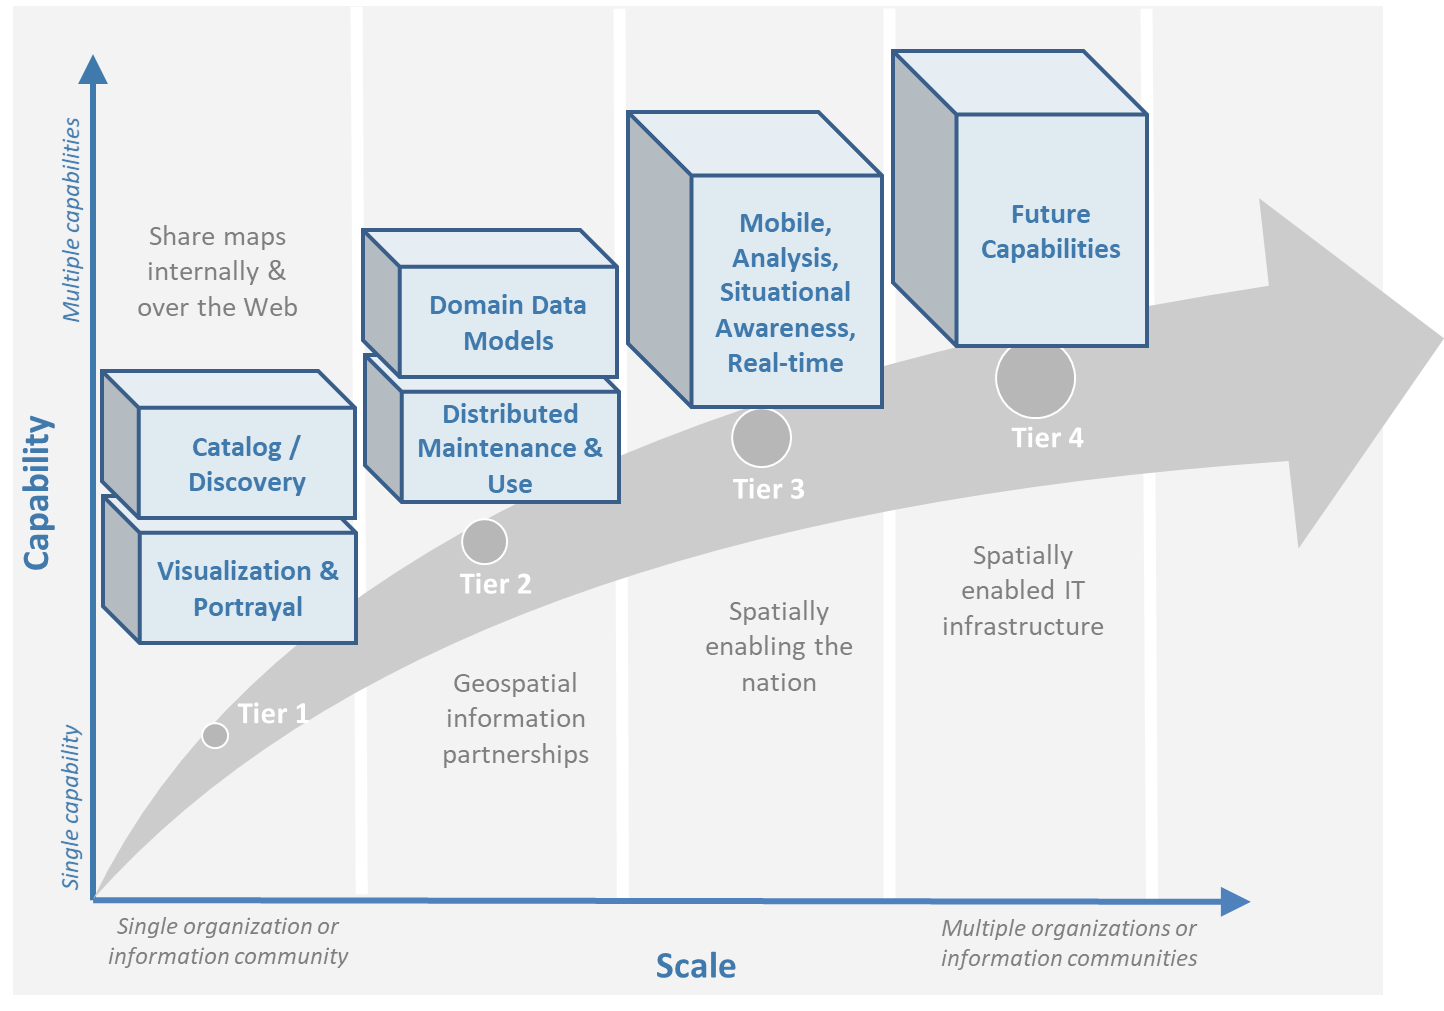 Multiple capabilities
Capability
Single capability
Share maps
internally &
over the Web
Catalog /
Discovery
Visualization &
Portrayal
Tier 1
Domain Data
Models
Distributed
Maintenance &
Use
Tier 2
Geospatial
information
partnerships
Mobile,
Analysis,
Situational
Awareness,
Real-time
Tier 3
Spatially
enabling the
nation
Future
Capabilities
Tier 4
Spatially
enabled IT
infrastructure
Single organization or
information community
Scale
Multiple organizations or
information communities